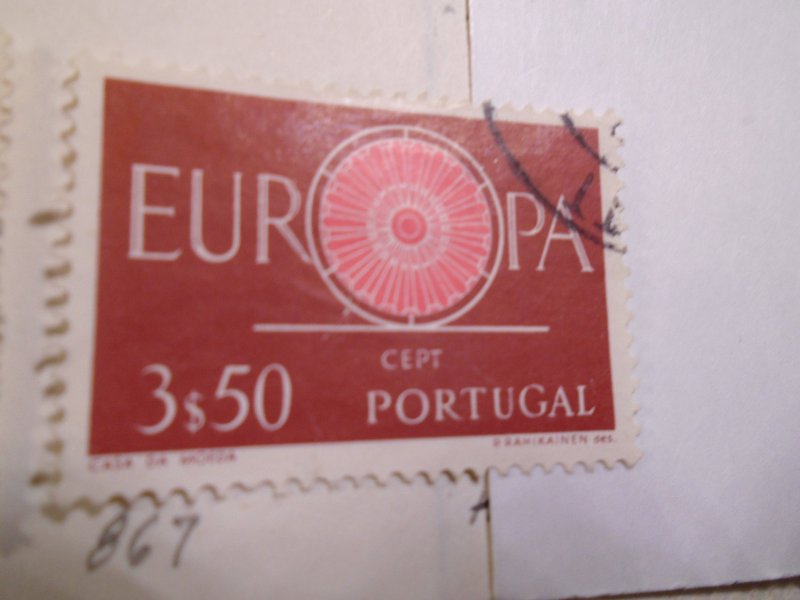 EUROPA
CEPT
3$50 PORTUGAL
CASA DA MOEDA P. RAHIKAINEN des.
867